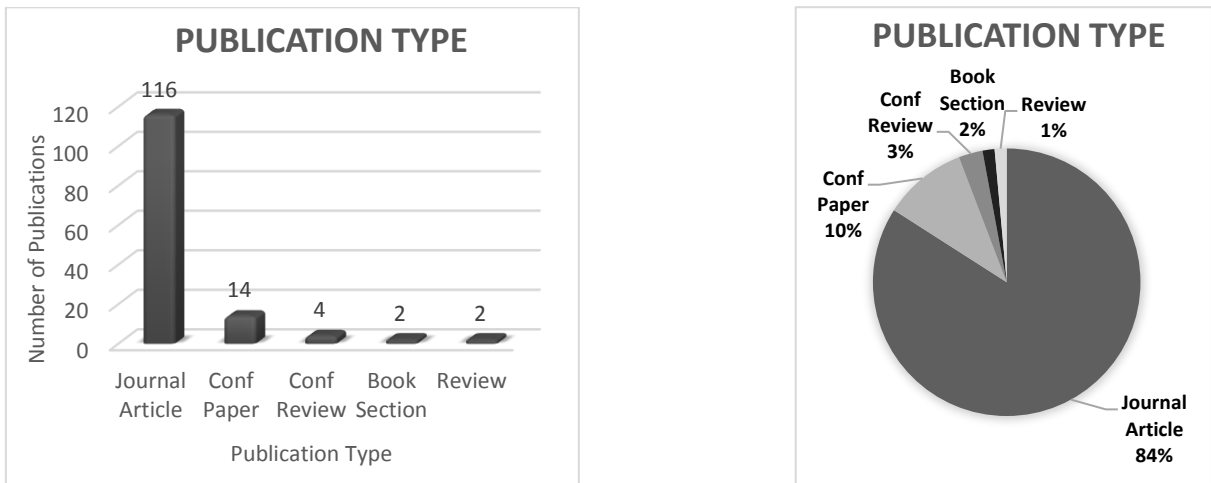 PUBLICATION TYPE
Number of Publications
120
100
80
60
40
20
0
116
14
4
2
2
Journal
Article
Conf
Paper
Conf
Review
Book
Section
Review
Publication Type
PUBLICATION TYPE
Book
Section
2%
Review
1%
Conf
Review
3%
Conf
Paper
10%
Journal
Article
84%